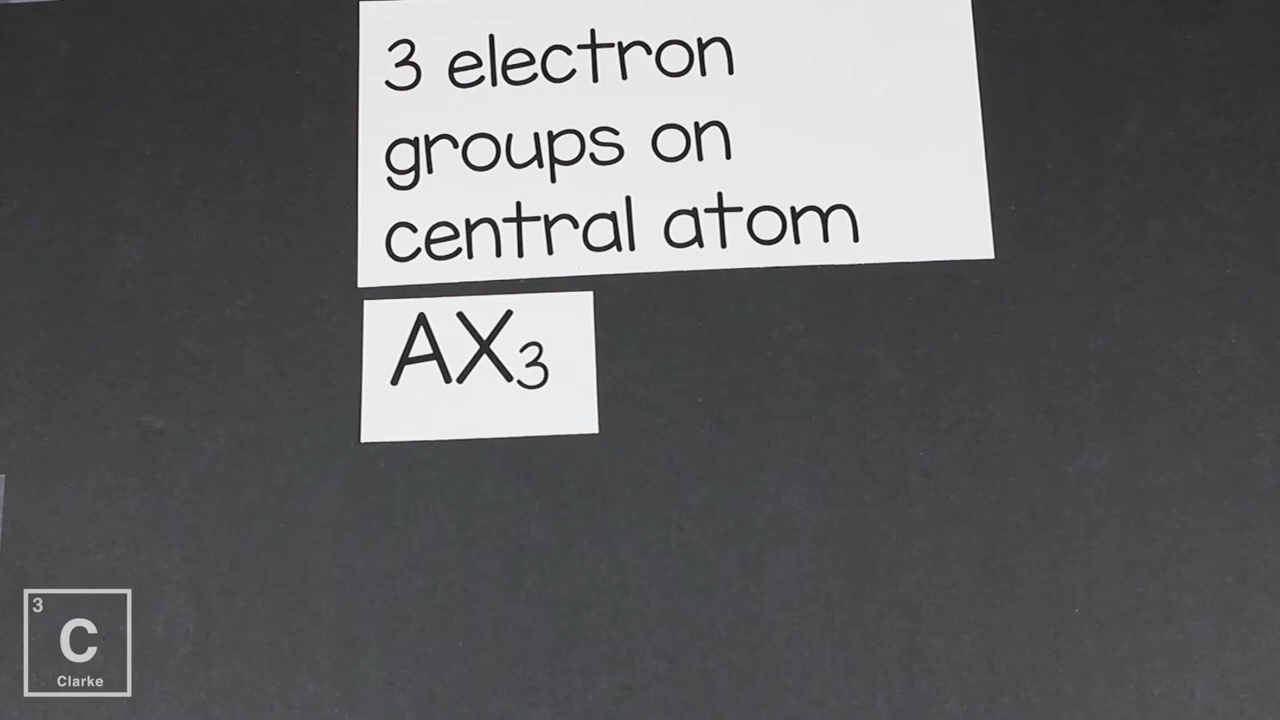 3 electron
groups on
central atom
AX₃
3
C
Clarke